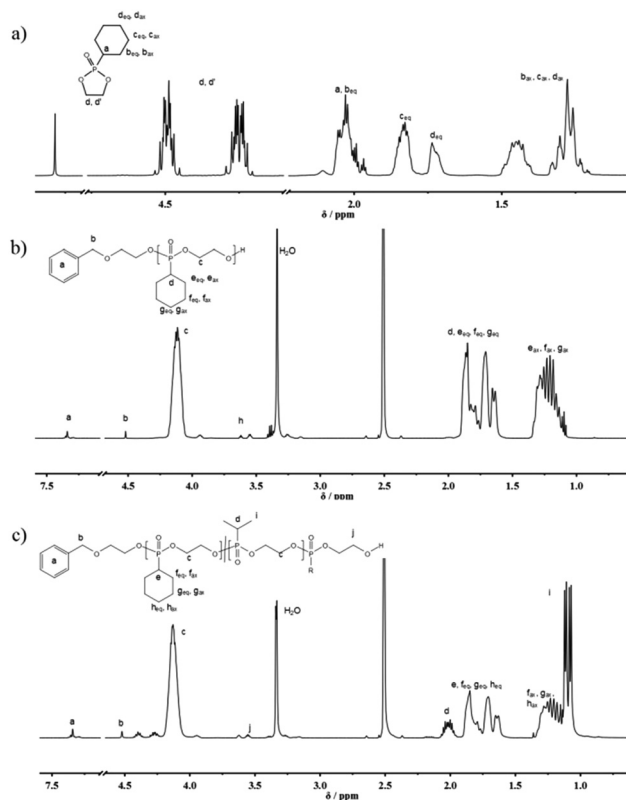 a)
deq, dax
ceq, cax
a
beq, bax
O
P
O O
d, d'
d, d'
a, beq
ceq
deq
bax, cax, dax
4.5 2.0 1.5
δ / ppm δ / ppm
b)
b
a
O
O P O O H
O
c
d
eeq, eax
feq, fax
geq, gax
H2O
c
a
b
h
d, eeq, feq, geq
eax, fax, gax
7.5 4.5 4.0 3.5 3.0 2.5 2.0 1.5 1.0
δ / ppm
c)
b
a
O
O P O O P O O P O O H
O O O
c
d
i
c
R
j
e
feq, fax
geq, gax
heq, hax
H2O
c
a
b
j
d
e, feq, geq, heq
fax, gax,
hax
i
7.5 4.5 4.0 3.5 3.0 2.5 2.0 1.5 1.0
δ / ppm